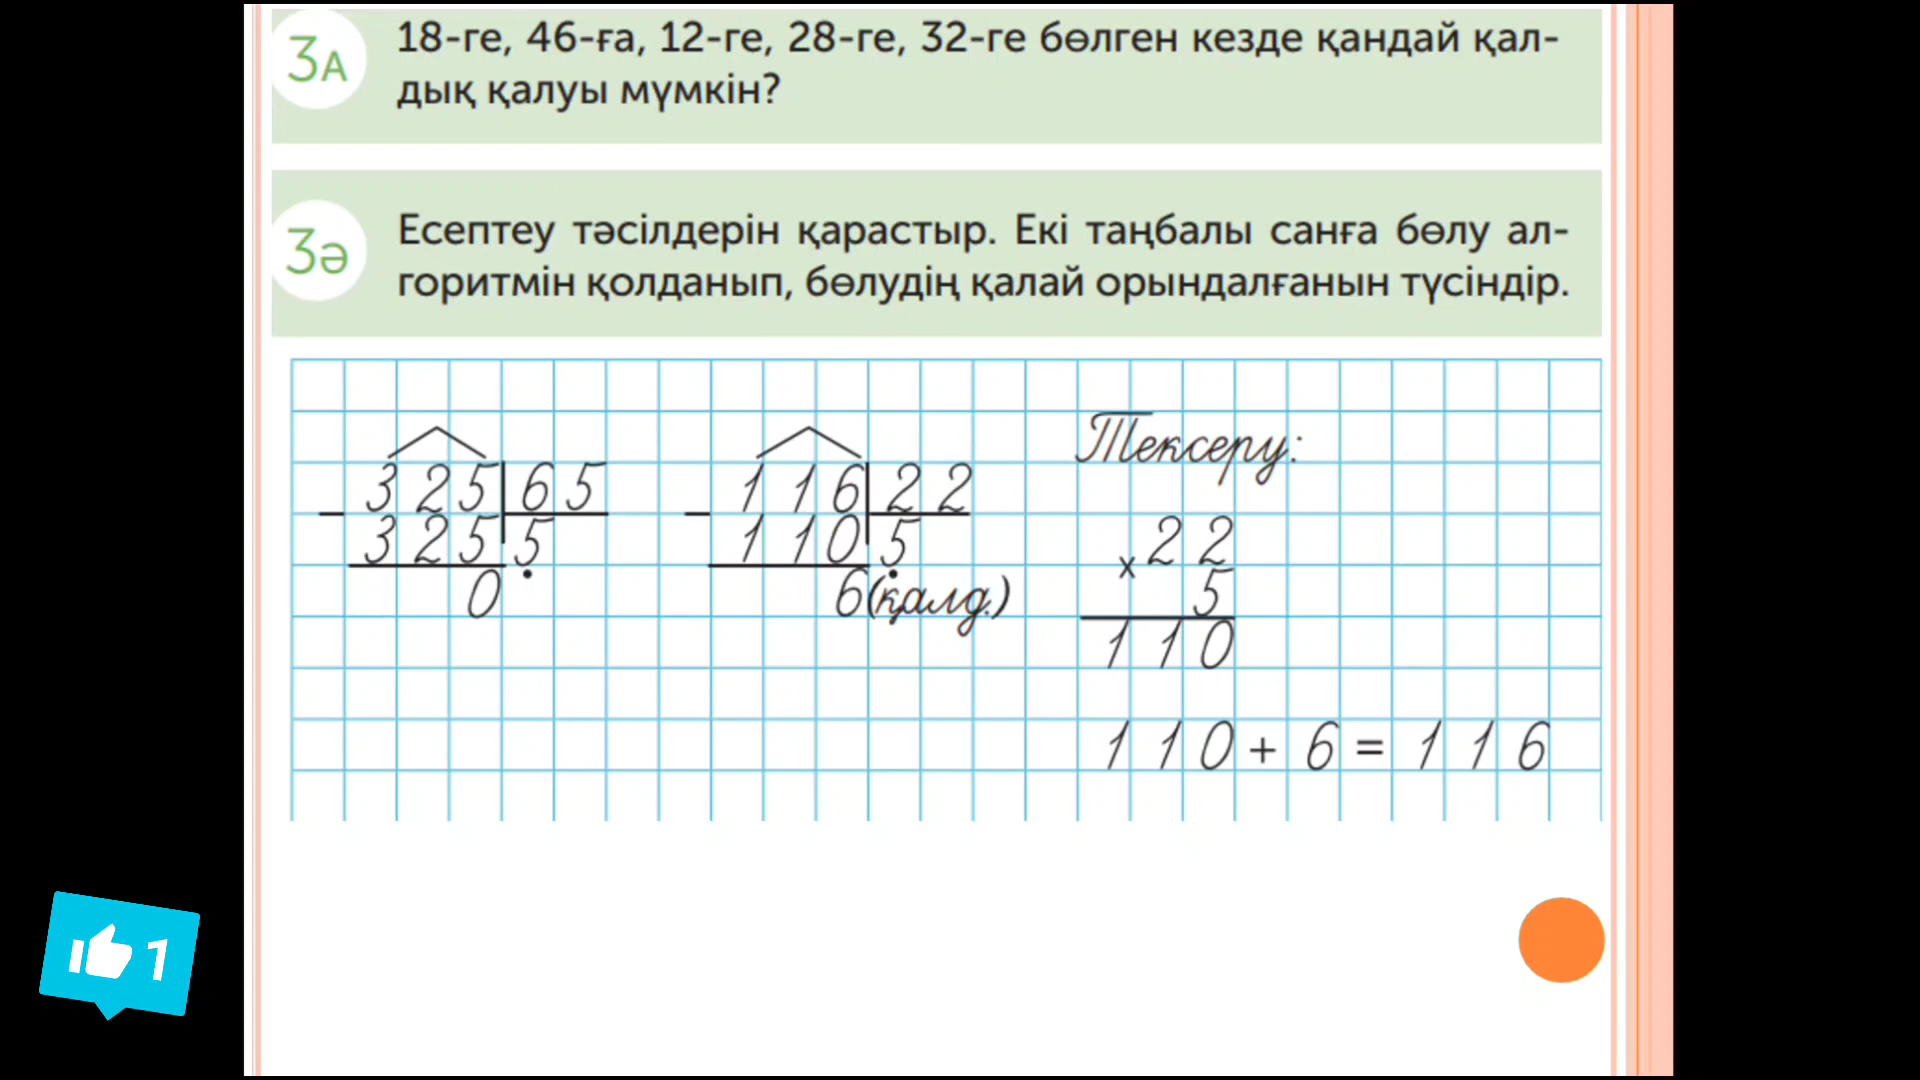 3А
18-ге, 46-ға, 12-ге, 28-ге, 32-ге бөлген кезде қандай қал-
дық қалуы мүмкін?
3ә
Есептеу тәсілдерін қарастыр. Екі таңбалы санға бөлу ал-
горитмін қолданып, бөлудің қалай орындалғанын түсіндір.
− 325 65
325 5
0
− 116 22
110 5
6 (қалд.)
Тексеру:
22
× 5
110
110 + 6 = 116
1